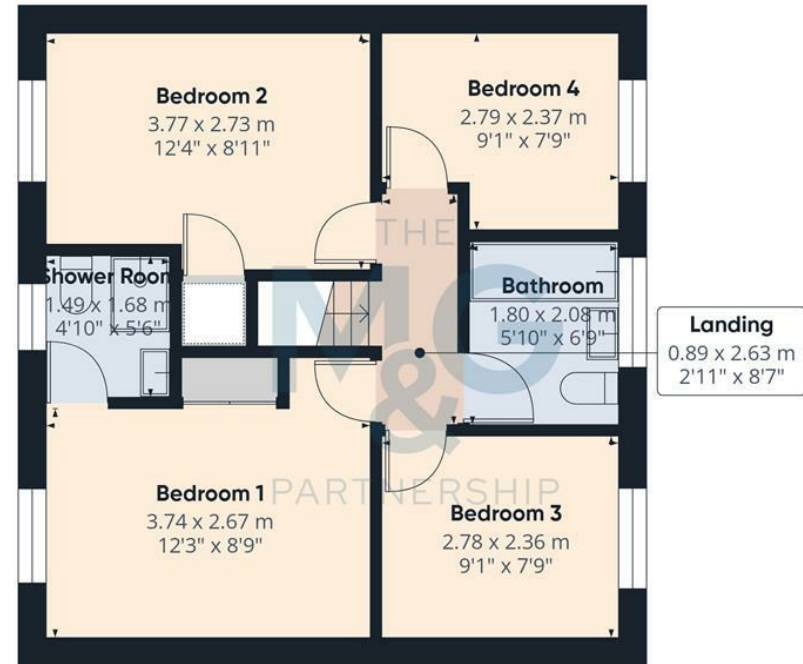 Bedroom 2
3.77 x 2.73 m
12'4" x 8'11"
Bedroom 4
2.79 x 2.37 m
9'1" x 7'9"
THE
M&G
PARTNERSHIP
Shower Room
1.49 x 1.68 m
4'10" x 5'6"
Bathroom
1.80 x 2.08 m
5'10" x 6'9"
Landing
0.89 x 2.63 m
2'11" x 8'7"
Bedroom 1
3.74 x 2.67 m
12'3" x 8'9"
Bedroom 3
2.78 x 2.36 m
9'1" x 7'9"